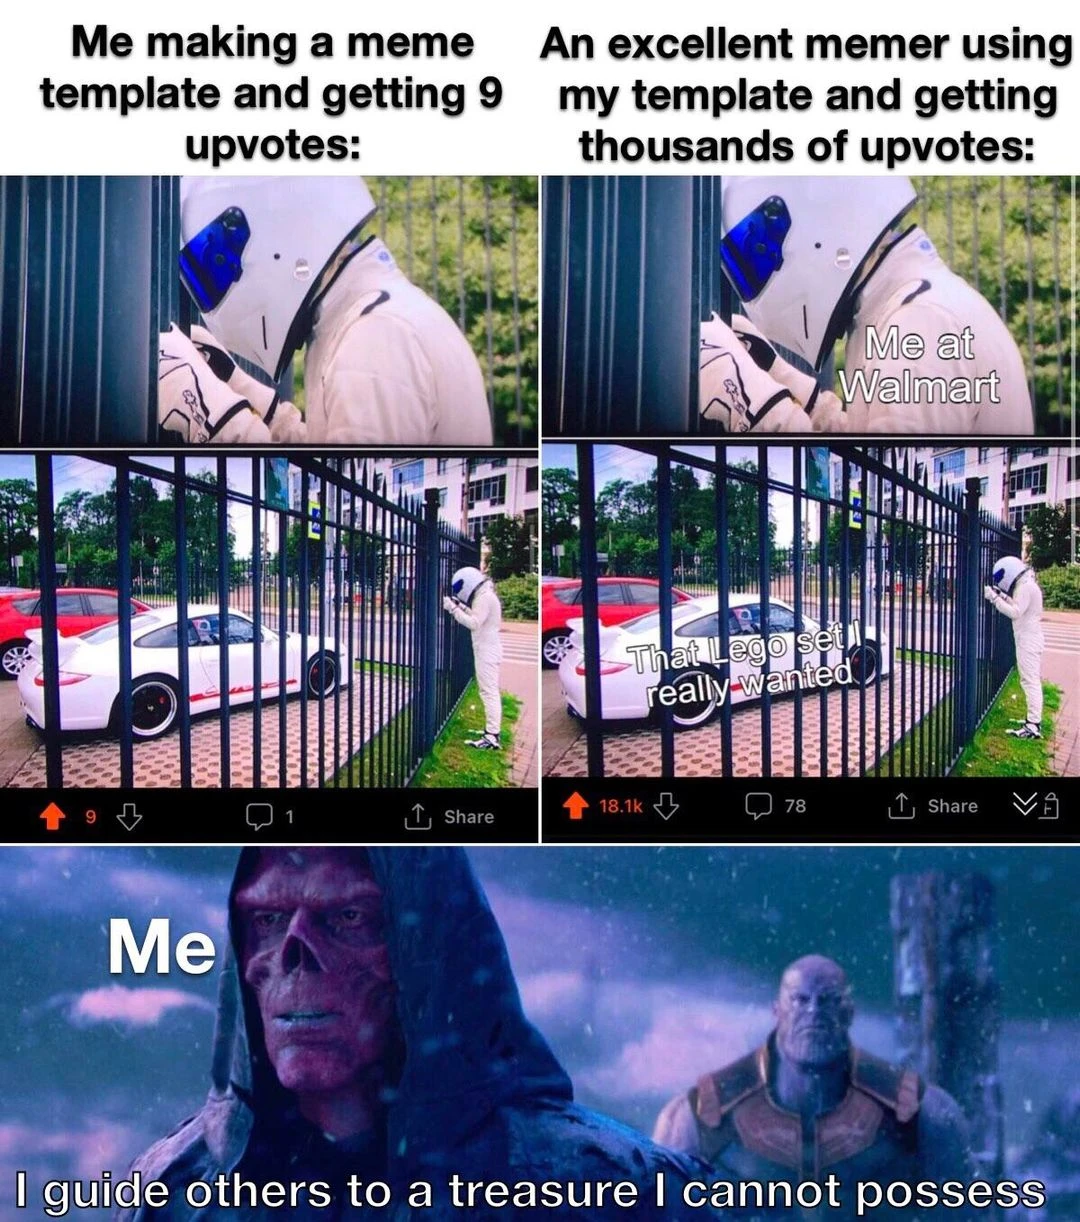 Me making a meme
template and getting 9
upvotes:
An excellent memer using
my template and getting
thousands of upvotes:
Me at
Walmart
That Lego set I
really wanted
9
1
Share
18.1k
78
Share
Me
I guide others to a treasure I cannot possess